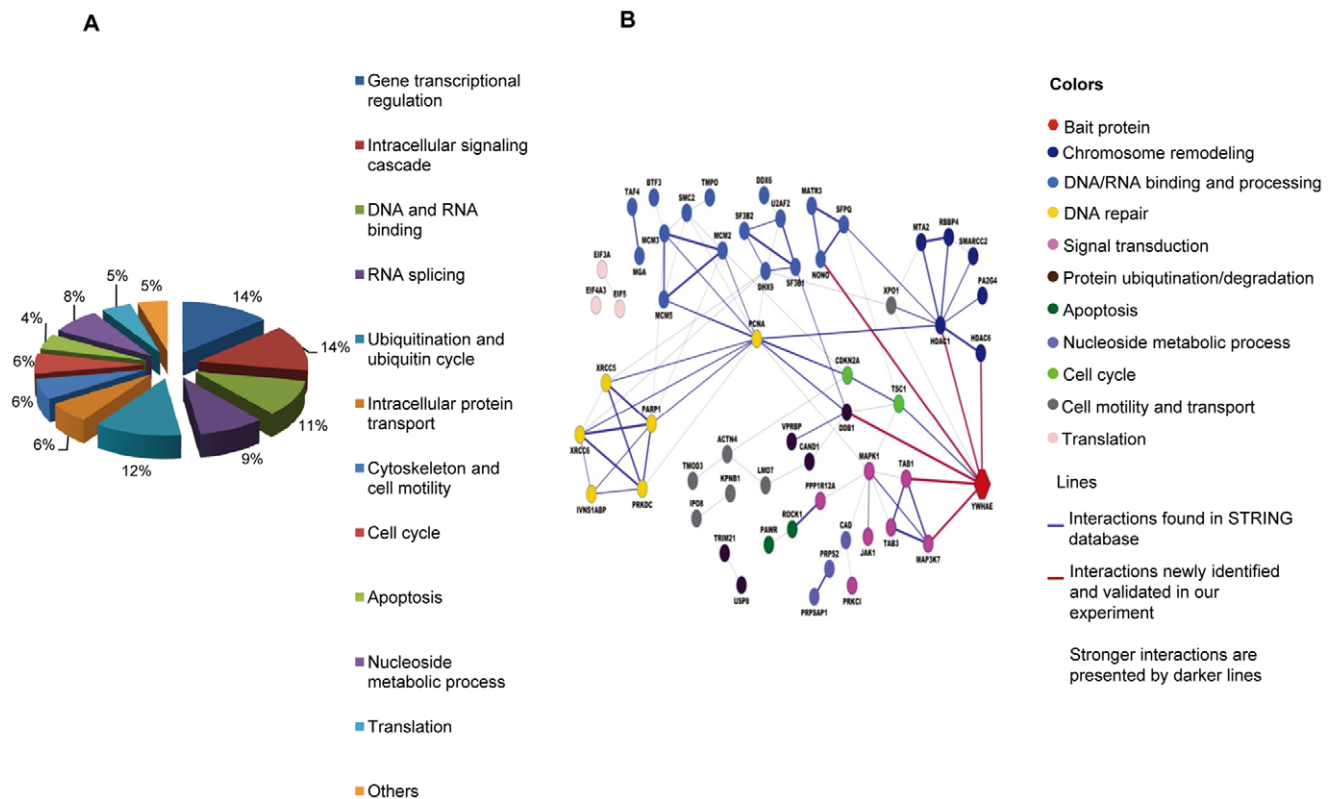 A
B
Gene transcriptional
regulation
Intracellular signaling
cascade
DNA and RNA
binding
RNA splicing
Ubiquitination and
ubiquitin cycle
Intracellular protein
transport
Cytoskeleton and
cell motility
Cell cycle
Apoptosis
Nucleoside
metabolic process
Translation
Others
14%
14%
11%
9%
12%
6%
6%
6%
4%
8%
5%
5%
TAF4
BTF3
SMC2
TMPO
DDX6
MATR3
U2AF2
SFPQ
SF3B2
MCM3
MCM2
MTA2
RBBP4
SMARCC2
MGA
EIF3A
DHX9
SF3B1
NONO
EIF4A3
EIF5
MCM5
XPO1
PA2G4
PCNA
HDAC1
HDAC6
CDKN2A
TSC1
XRCC5
PARP1
DDB1
XRCC6
VPRBP
CAND1
ACTN4
MAPK1
TAB1
TMOD3
KPNB1
LMO7
PPP1R12A
YWHAE
IVNS1ABP
PRKDC
IPO8
ROCK1
PAWR
CAD
JAK1
TAB3
MAP3K7
TRIM21
PRPS2
USP8
PRPSAP1
PRKCI
Colors
Bait protein
Chromosome remodeling
DNA/RNA binding and processing
DNA repair
Signal transduction
Protein ubiqutination/degradation
Apoptosis
Nucleoside metabolic process
Cell cycle
Cell motility and transport
Translation
Lines
Interactions found in STRING
database
Interactions newly identified
and validated in our
experiment
Stronger interactions are
presented by darker lines